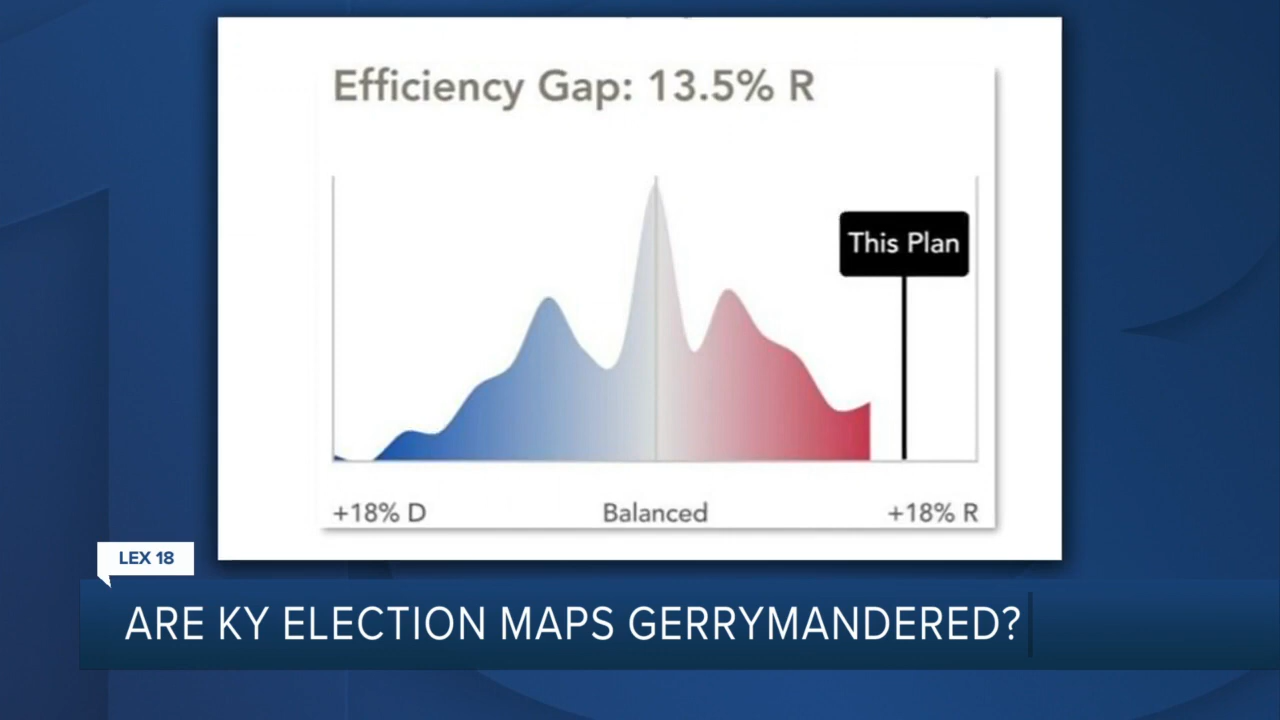 Efficiency Gap: 13.5% R
This Plan
+18% D
Balanced
+18% R
LEX 18
ARE KY ELECTION MAPS GERRYMANDERED?